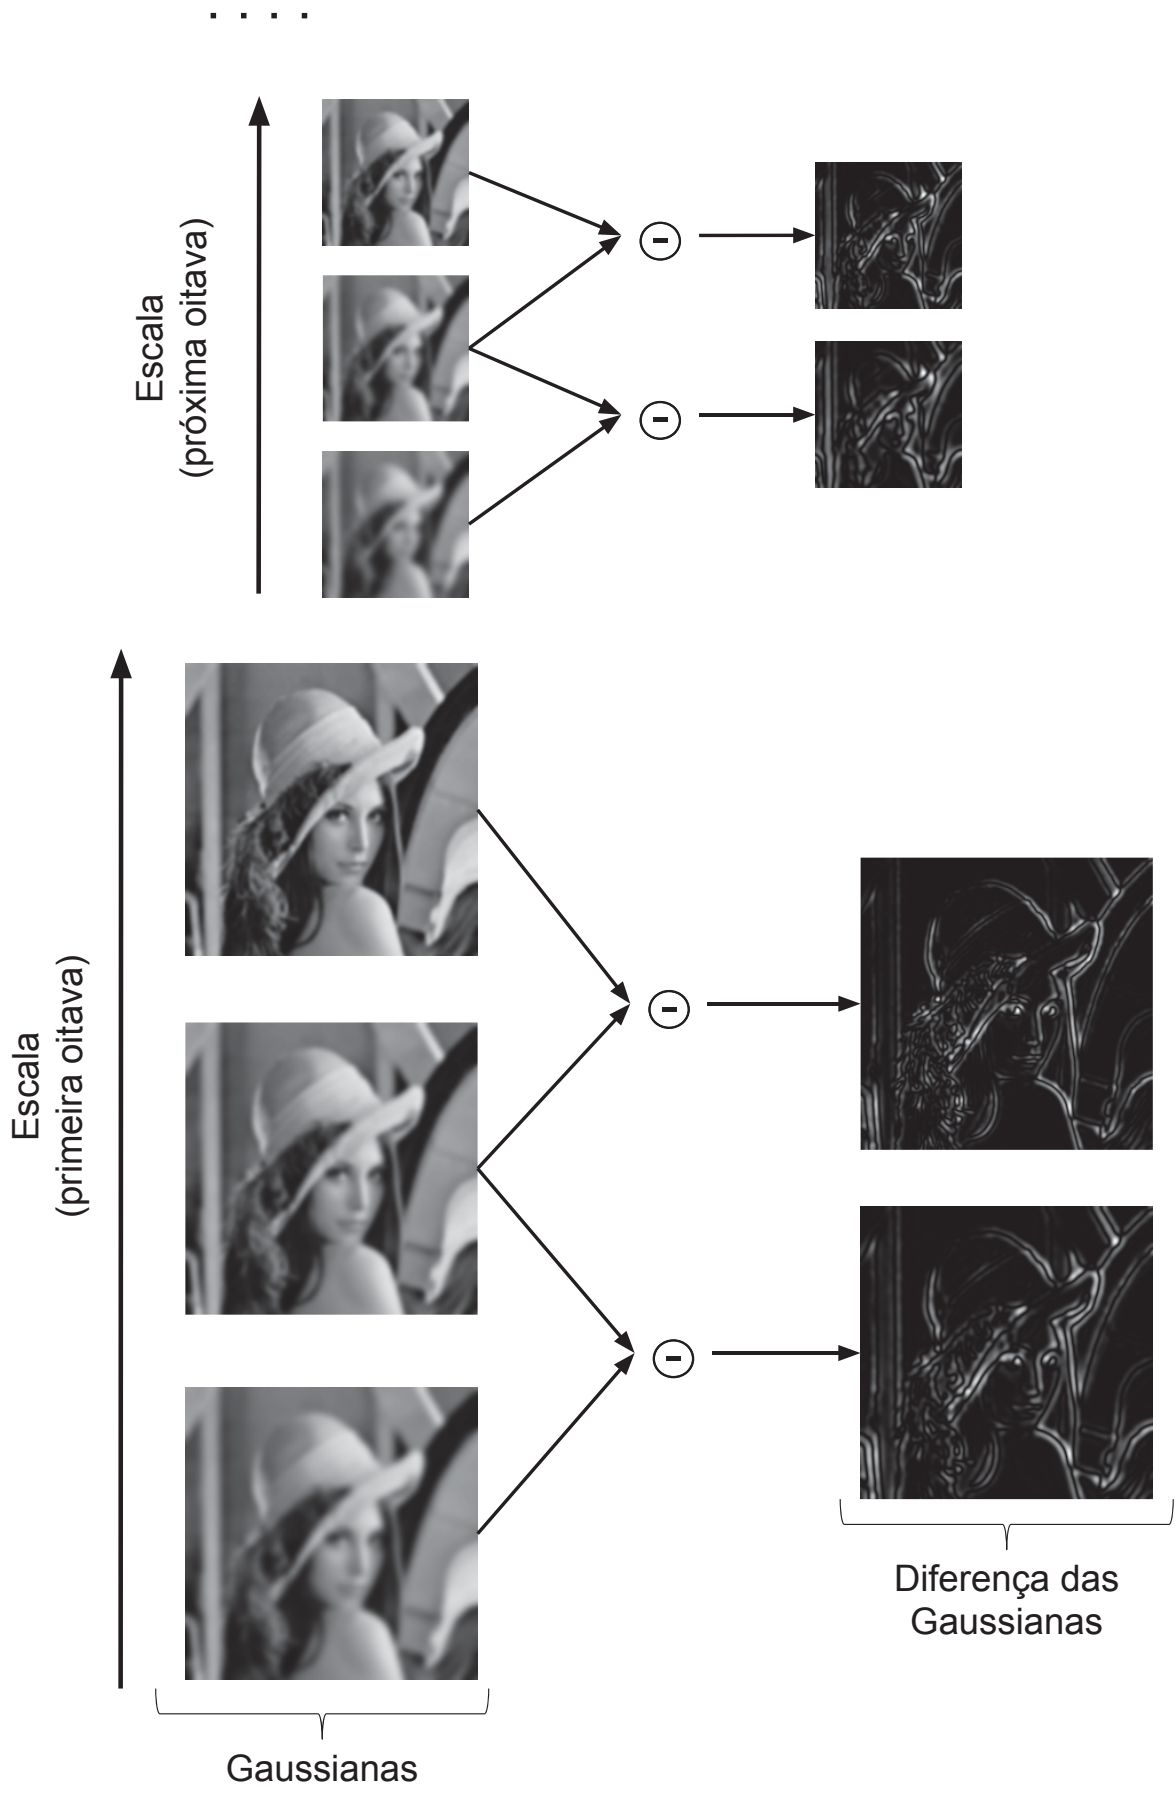 . . . .
Escala
(próxima oitava)
-
-
Escala
(primeira oitava)
-
-
Diferença das
Gaussianas
Gaussianas